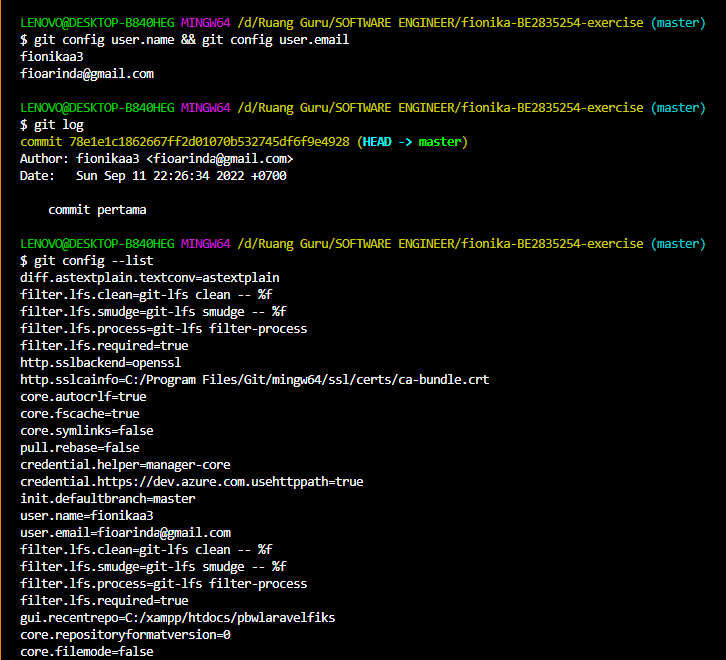 LENOVO@DESKTOP-B840HEG MINGW64 /d/Ruang Guru/SOFTWARE ENGINEER/fionika-BE2835254-exercise (master)
$ git config user.name && git config user.email
fionikaa3
fioarinda@gmail.com
LENOVO@DESKTOP-B840HEG MINGW64 /d/Ruang Guru/SOFTWARE ENGINEER/fionika-BE2835254-exercise (master)
$ git log
commit 78e1e1c1862667ff2d01070b532745df6f9e4928 (HEAD -> master)
Author: fionikaa3 <fioarinda@gmail.com>
Date:   Sun Sep 11 22:26:34 2022 +0700
    commit pertama
LENOVO@DESKTOP-B840HEG MINGW64 /d/Ruang Guru/SOFTWARE ENGINEER/fionika-BE2835254-exercise (master)
$ git config --list
diff.astextplain.textconv=astextplain
filter.lfs.clean=git-lfs clean -- %f
filter.lfs.smudge=git-lfs smudge -- %f
filter.lfs.process=git-lfs filter-process
filter.lfs.required=true
http.sslbackend=openssl
http.sslcainfo=C:/Program Files/Git/mingw64/ssl/certs/ca-bundle.crt
core.autocrlf=true
core.fscache=true
core.symlinks=false
pull.rebase=false
credential.helper=manager-core
credential.https://dev.azure.com.usehttppath=true
init.defaultbranch=master
user.name=fionikaa3
user.email=fioarinda@gmail.com
filter.lfs.clean=git-lfs clean -- %f
filter.lfs.smudge=git-lfs smudge -- %f
filter.lfs.process=git-lfs filter-process
filter.lfs.required=true
gui.recentrepo=C:/xampp/htdocs/pbwlaravelfiks
core.repositoryformatversion=0
core.filemode=false